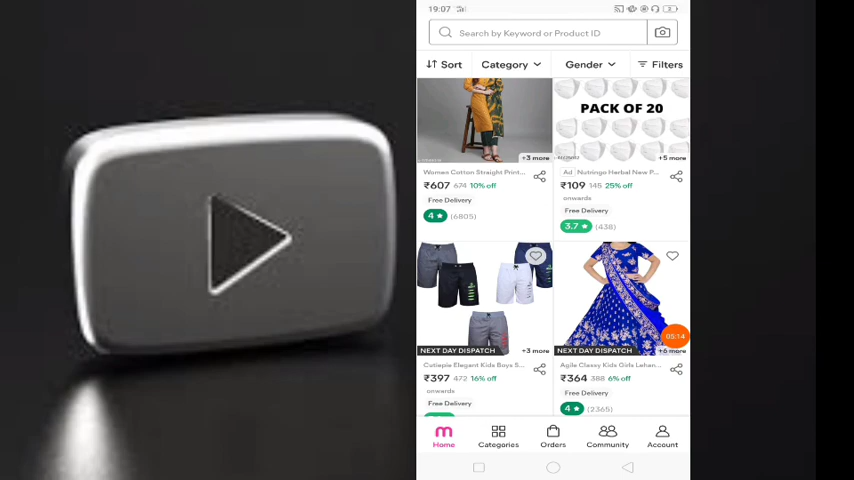 19:07
Search by Keyword or Product ID
Sort Category Gender Filters
PACK OF 20
+3 more
+5 more
Women Cotton Straight Print...
₹607 674 10% off
Free Delivery
4 (6805)
Ad Nutringo Herbal New P...
₹109 145 25% off
onwards
Free Delivery
3.7 (438)
NEXT DAY DISPATCH
+3 more
NEXT DAY DISPATCH
+6 more
05:14
Cutiepie Elegant Kids Boys S...
₹397 472 16% off
onwards
Free Delivery
Agile Classy Kids Girls Lehan...
₹364 388 6% off
Free Delivery
4 (2365)
Home Categories Orders Community Account